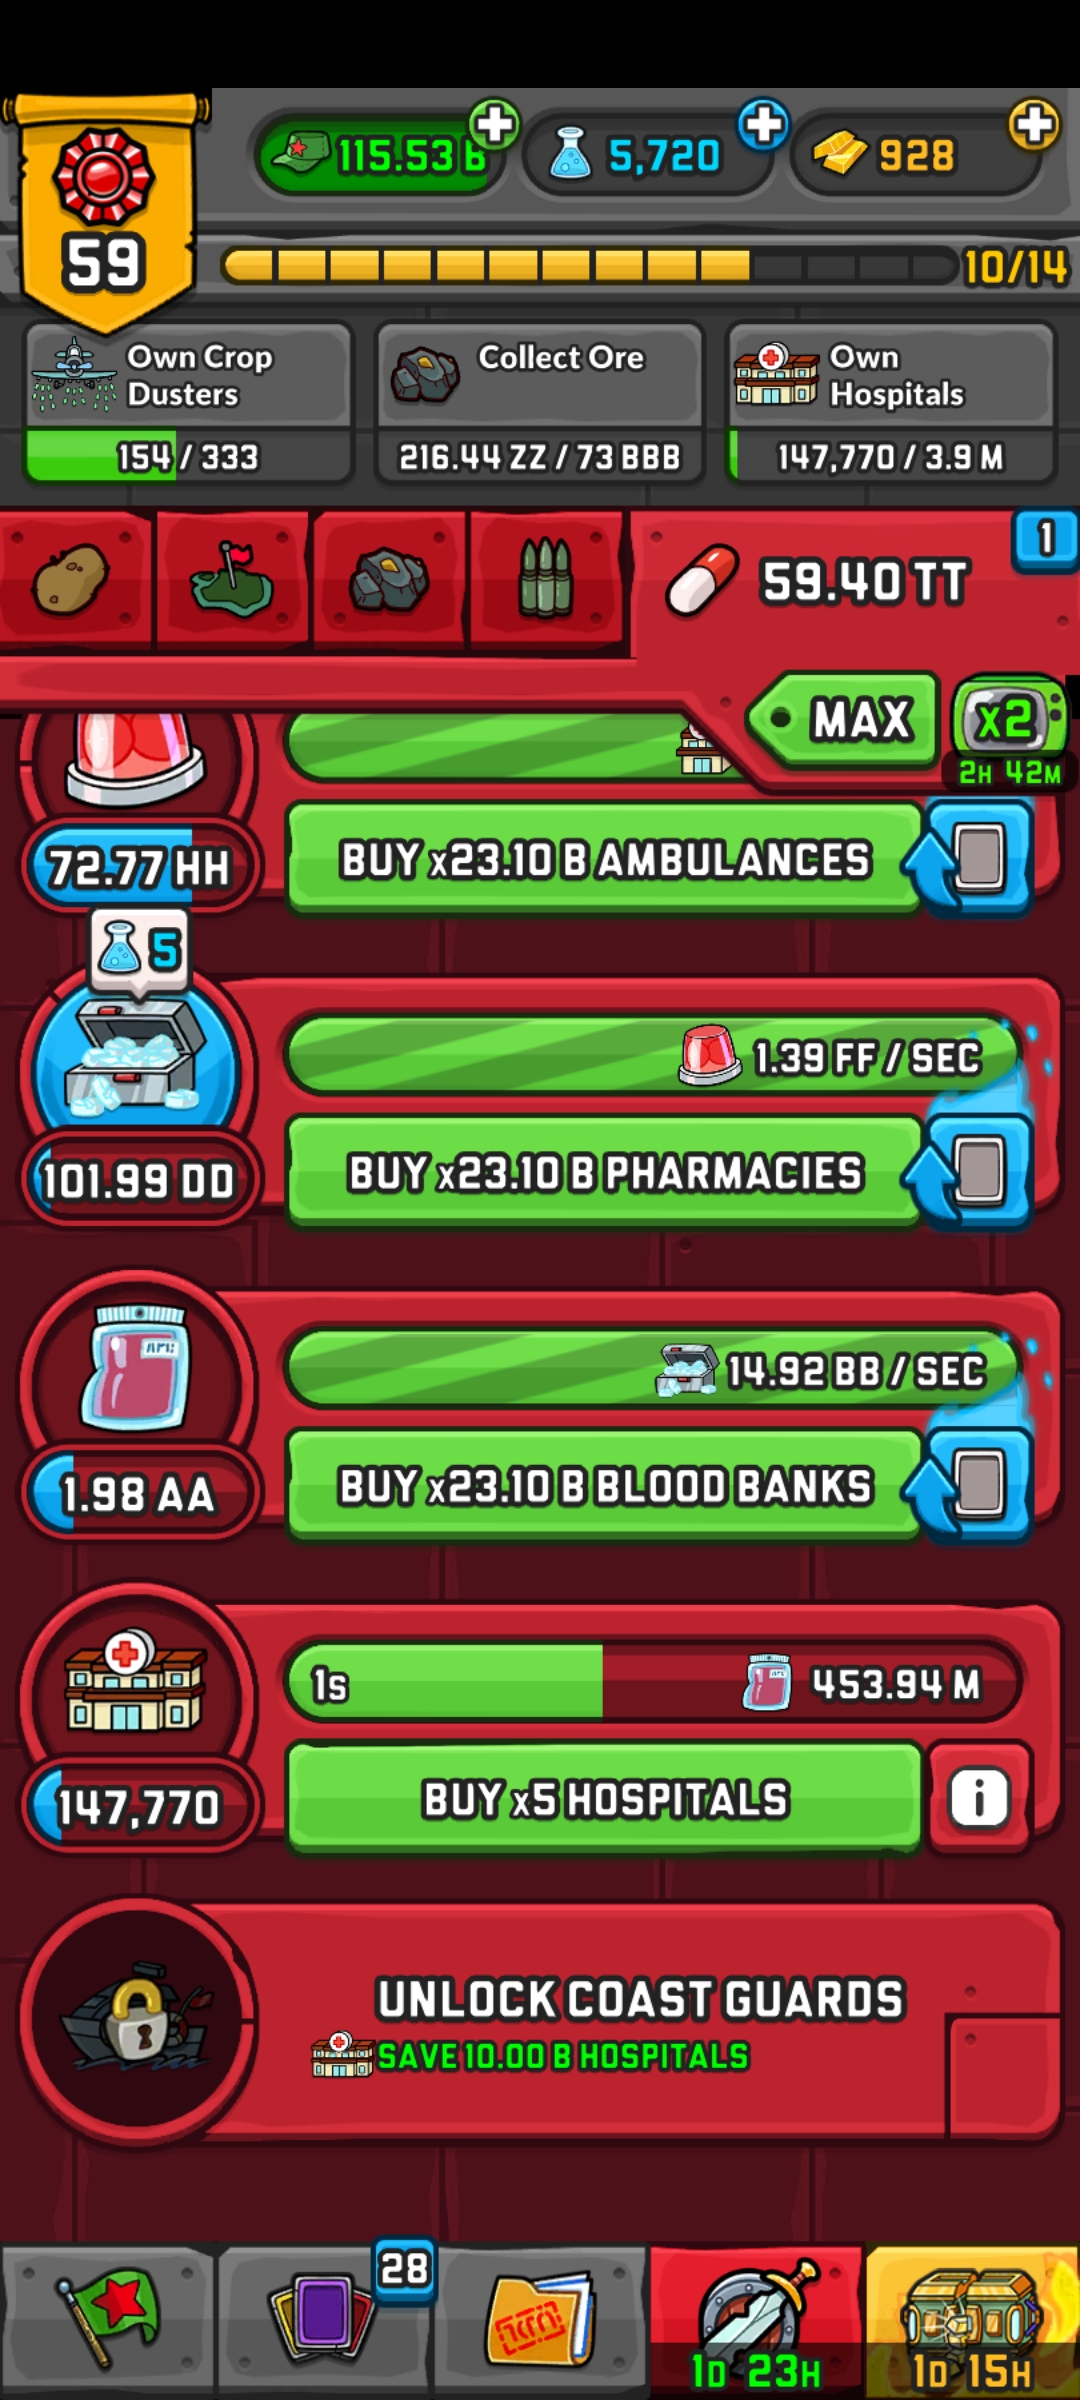 115.53 B
5,720
928
59
10/14
Own Crop
Dusters
154 / 333
Collect Ore
216.44 ZZ / 73 BBB
Own
Hospitals
147,770 / 3.9 M
59.40 TT
1
MAX
x2
2H 42M
72.77 HH
BUY x23.10 B AMBULANCES
5
1.39 FF / SEC
101.99 DD
BUY x23.10 B PHARMACIES
14.92 BB / SEC
1.98 AA
BUY x23.10 B BLOOD BANKS
1s
453.94 M
147,770
BUY x5 HOSPITALS
i
UNLOCK COAST GUARDS
SAVE 10.00 B HOSPITALS
28
1D 23H
1D 15H